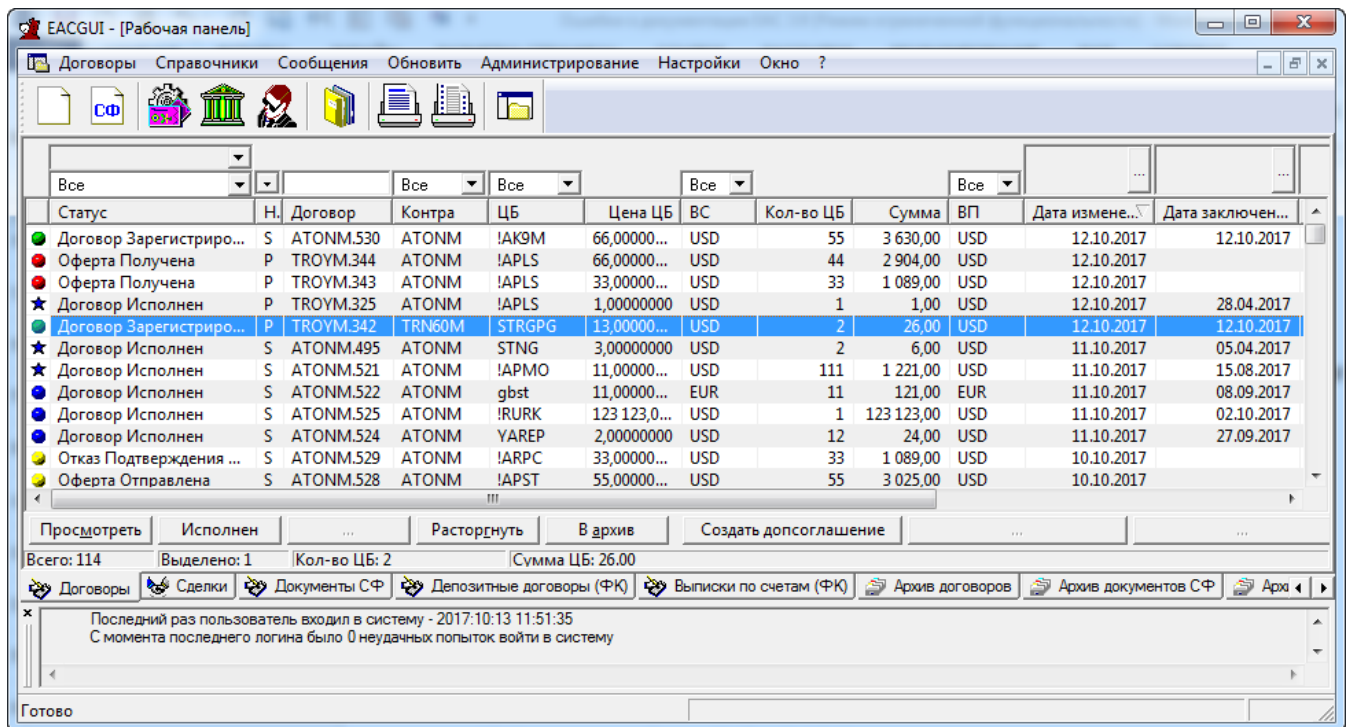 EACGUI - [Рабочая панель]
Договоры Справочники Сообщения Обновить Администрирование Настройки Окно ?
СФ
... ...
Все Все Все Все Все
Статус Н. Договор Контра ЦБ Цена ЦБ ВС Кол-во ЦБ Сумма ВП Дата измене... Дата заключен...
Договор Зарегистриро... S ATONM.530 ATONM !AK9M 66,00000... USD 55 3 630,00 USD 12.10.2017 12.10.2017
Оферта Получена P TROYM.344 ATONM !APLS 66,00000... USD 44 2 904,00 USD 12.10.2017
Оферта Получена P TROYM.343 ATONM !APLS 33,00000... USD 33 1 089,00 USD 12.10.2017
Договор Исполнен P TROYM.325 ATONM !APLS 1,00000000 USD 1 1,00 USD 12.10.2017 28.04.2017
Договор Зарегистриро... P TROYM.342 TRN60M STRGPG 13,00000... USD 2 26,00 USD 12.10.2017 12.10.2017
Договор Исполнен S ATONM.495 ATONM STNG 3,00000000 USD 2 6,00 USD 11.10.2017 05.04.2017
Договор Исполнен S ATONM.521 ATONM !APMO 11,00000... USD 111 1 221,00 USD 11.10.2017 15.08.2017
Договор Исполнен S ATONM.522 ATONM gbst 11,00000... EUR 11 121,00 EUR 11.10.2017 08.09.2017
Договор Исполнен S ATONM.525 ATONM !RURK 123 123,0... USD 1 123 123,00 USD 11.10.2017 02.10.2017
Договор Исполнен S ATONM.524 ATONM YAREP 2,00000000 USD 12 24,00 USD 11.10.2017 27.09.2017
Отказ Подтверждения ... S ATONM.529 ATONM !ARPC 33,00000... USD 33 1 089,00 USD 10.10.2017
Оферта Отправлена S ATONM.528 ATONM !APST 55,00000... USD 55 3 025,00 USD 10.10.2017
Просмотреть Исполнен ... Расторгнуть В архив Создать допсоглашение ... ...
Всего: 114 Выделено: 1 Кол-во ЦБ: 2 Сумма ЦБ: 26.00
Договоры Сделки Документы СФ Депозитные договоры (ФК) Выписки по счетам (ФК) Архив договоров Архив документов СФ Архи
Последний раз пользователь входил в систему - 2017:10:13 11:51:35
С момента последнего логина было 0 неудачных попыток войти в систему
Готово